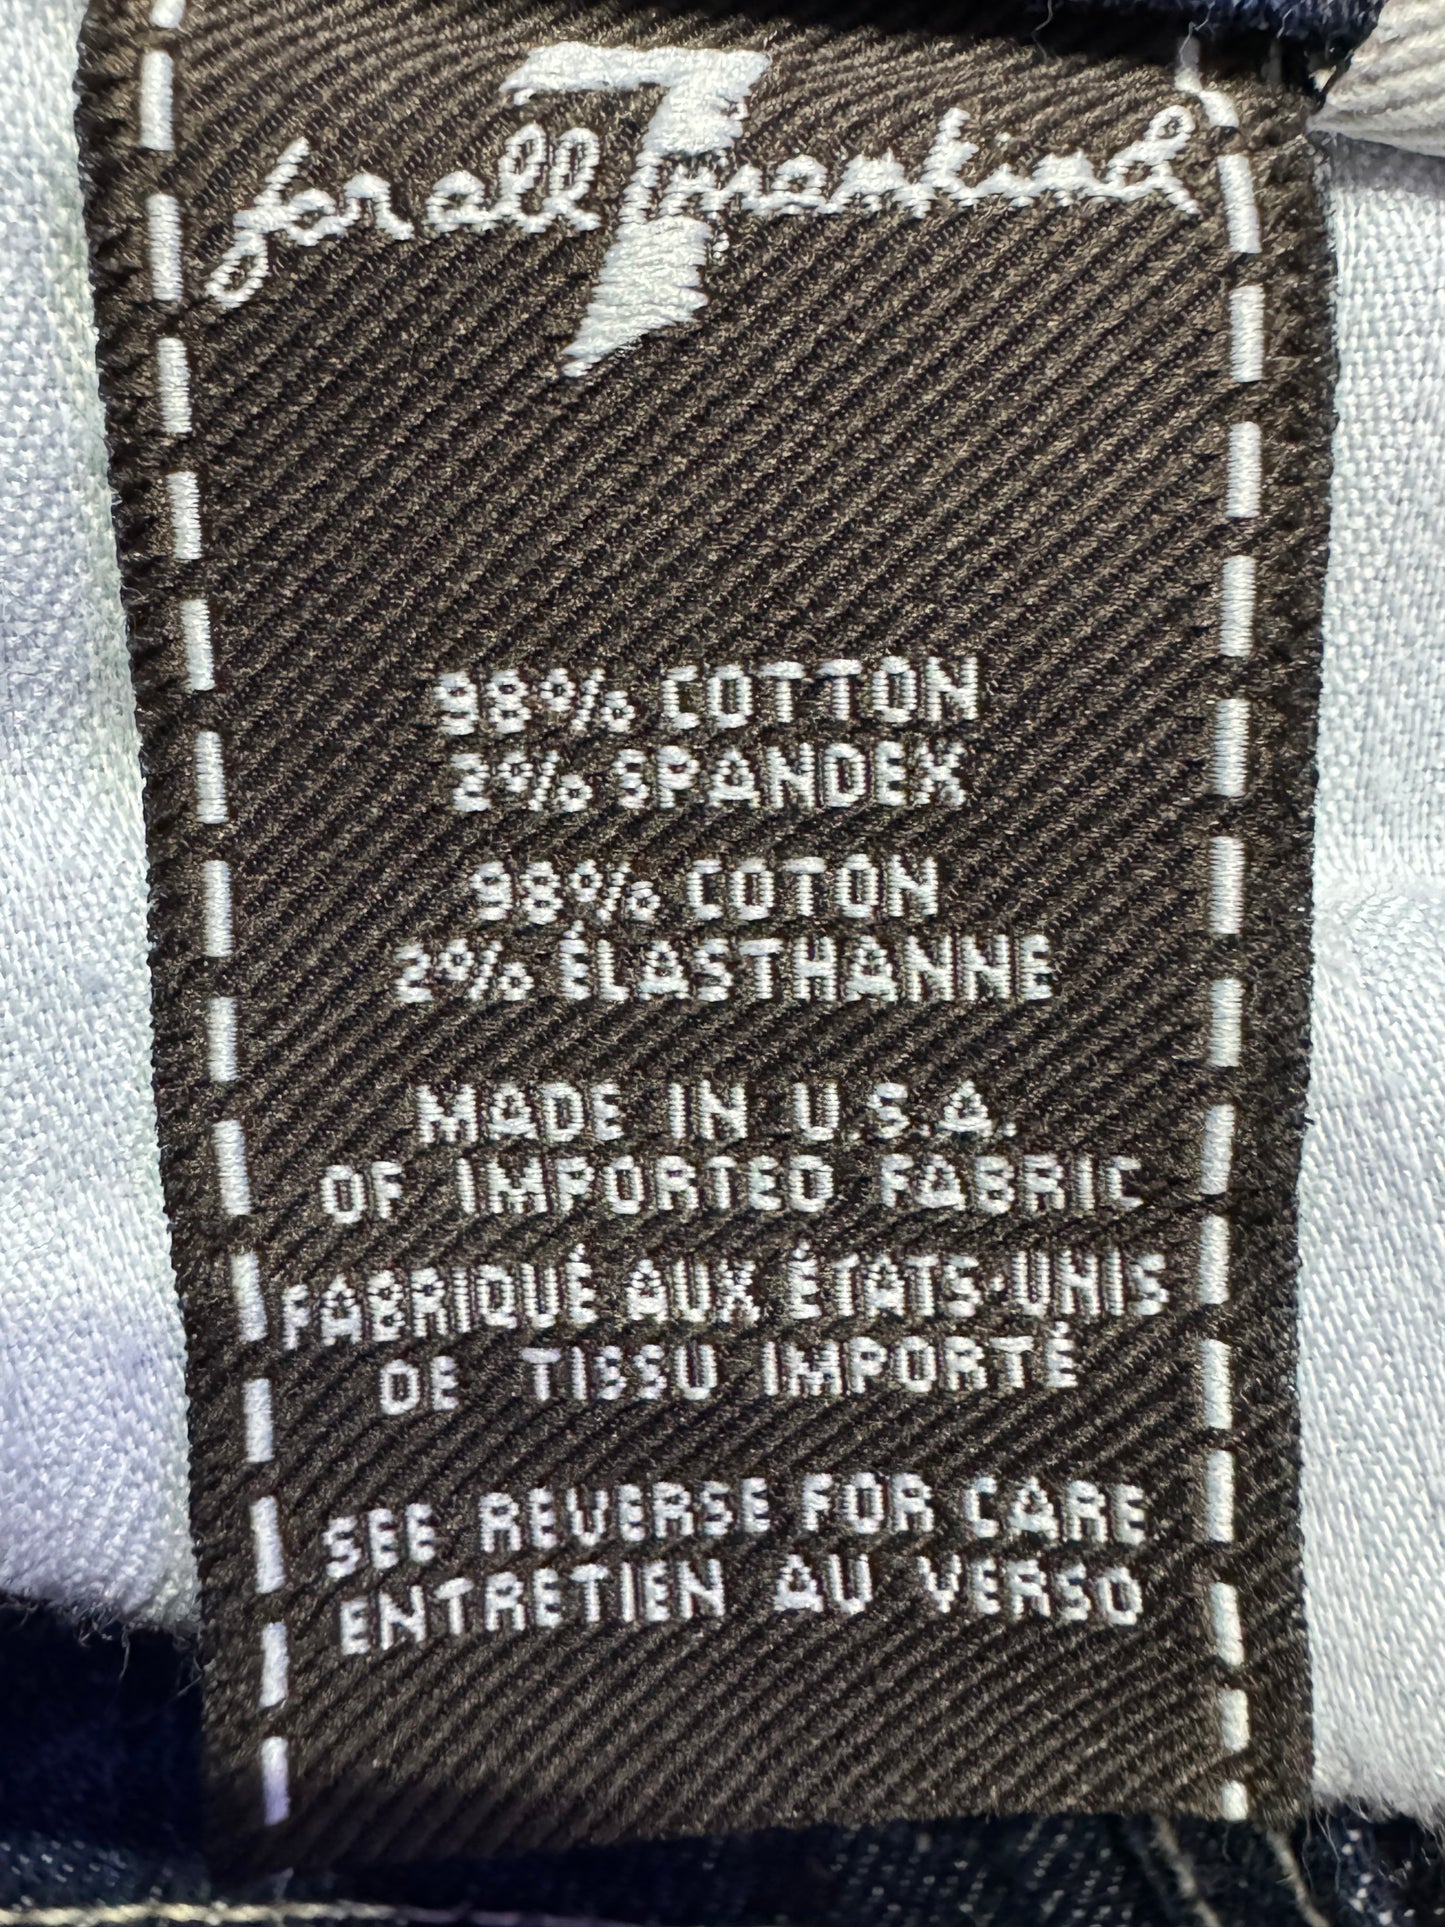 for all 7 mankind
98% COTTON
2% SPANDEX
98% COTON
2% ÉLASTHANNE
MADE IN U.S.A.
OF IMPORTED FABRIC
FABRIQUÉ AUX ÉTATS-UNIS
DE TISSU IMPORTÉ
SEE REVERSE FOR CARE
ENTRETIEN AU VERSO